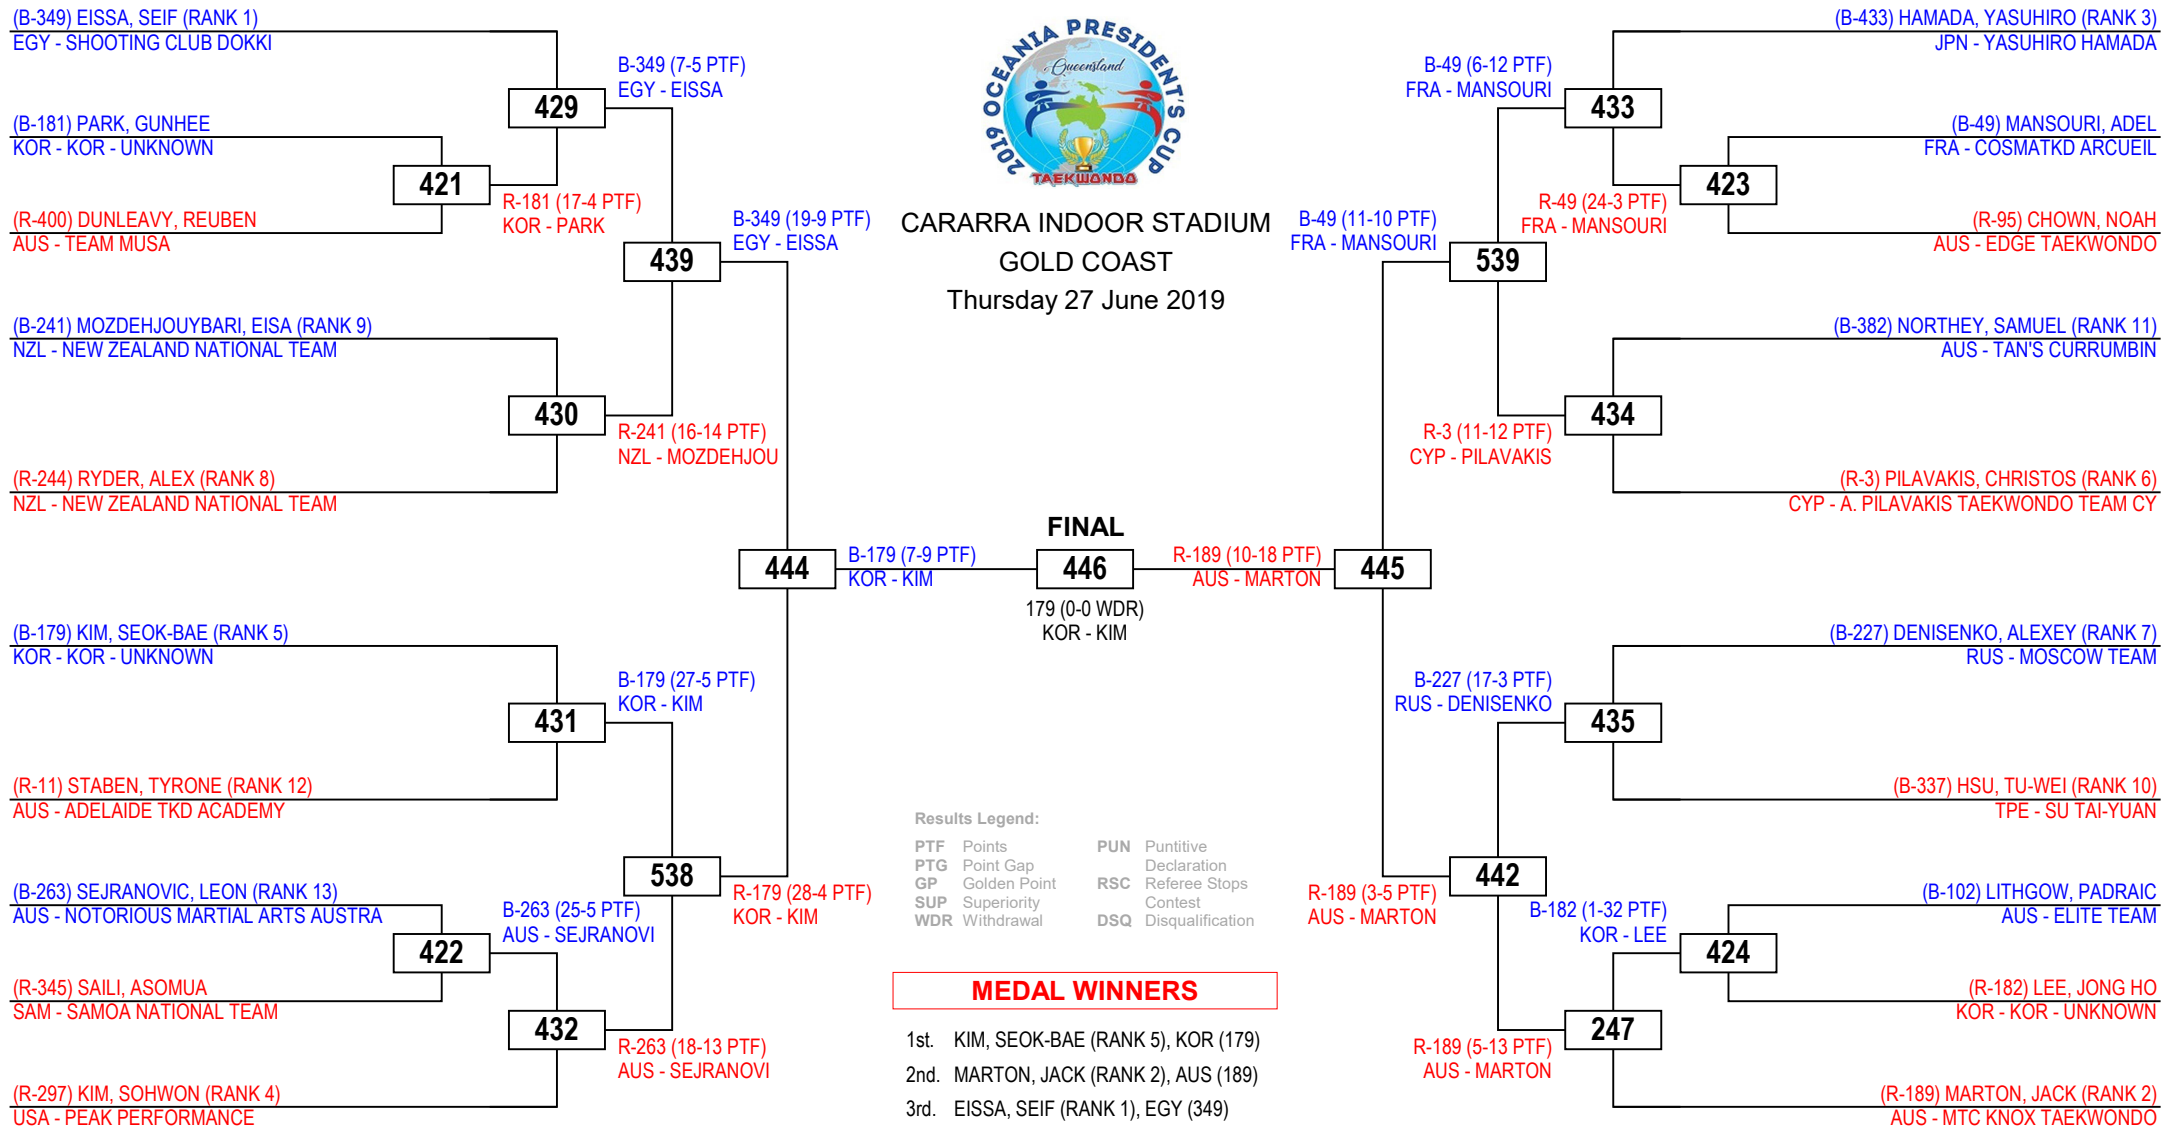 (B-349) EISSA, SEIF (RANK 1)
EGY - SHOOTING CLUB DOKKI
(B-181) PARK, GUNHEE
KOR - KOR - UNKNOWN
(R-400) DUNLEAVY, REUBEN
AUS - TEAM MUSA
(B-241) MOZDEHJOUYBARI, EISA (RANK 9)
NZL - NEW ZEALAND NATIONAL TEAM
(R-244) RYDER, ALEX (RANK 8)
NZL - NEW ZEALAND NATIONAL TEAM
(B-179) KIM, SEOK-BAE (RANK 5)
KOR - KOR - UNKNOWN
(R-11) STABEN, TYRONE (RANK 12)
AUS - ADELAIDE TKD ACADEMY
(B-263) SEJRANOVIC, LEON (RANK 13)
AUS - NOTORIOUS MARTIAL ARTS AUSTRA
(R-345) SAILI, ASOMUA
SAM - SAMOA NATIONAL TEAM
(R-297) KIM, SOHWON (RANK 4)
USA - PEAK PERFORMANCE
421
R-181 (17-4 PTF)
KOR - PARK
422
B-263 (25-5 PTF)
AUS - SEJRANOVI
429
B-349 (7-5 PTF)
EGY - EISSA
430
R-241 (16-14 PTF)
NZL - MOZDEHJOU
431
B-179 (27-5 PTF)
KOR - KIM
432
R-263 (18-13 PTF)
AUS - SEJRANOVI
439
B-349 (19-9 PTF)
EGY - EISSA
538
R-179 (28-4 PTF)
KOR - KIM
444
B-179 (7-9 PTF)
KOR - KIM
2019 OCEANIA PRESIDENT'S CUP
Queensland
TAEKWONDO
CARARRA INDOOR STADIUM
GOLD COAST
Thursday 27 June 2019
FINAL
446
179 (0-0 WDR)
KOR - KIM
Results Legend:
PTF Points
PTG Point Gap
GP Golden Point
SUP Superiority
WDR Withdrawal
PUN Puntitive
Declaration
RSC Referee Stops
Contest
DSQ Disqualification
MEDAL WINNERS
1st. KIM, SEOK-BAE (RANK 5), KOR (179)
2nd. MARTON, JACK (RANK 2), AUS (189)
3rd. EISSA, SEIF (RANK 1), EGY (349)
R-189 (10-18 PTF)
AUS - MARTON
445
B-49 (11-10 PTF)
FRA - MANSOURI
539
R-189 (3-5 PTF)
AUS - MARTON
442
B-49 (6-12 PTF)
FRA - MANSOURI
433
R-3 (11-12 PTF)
CYP - PILAVAKIS
434
B-227 (17-3 PTF)
RUS - DENISENKO
435
R-189 (5-13 PTF)
AUS - MARTON
247
R-49 (24-3 PTF)
FRA - MANSOURI
423
B-182 (1-32 PTF)
KOR - LEE
424
(B-433) HAMADA, YASUHIRO (RANK 3)
JPN - YASUHIRO HAMADA
(B-49) MANSOURI, ADEL
FRA - COSMATKD ARCUEIL
(R-95) CHOWN, NOAH
AUS - EDGE TAEKWONDO
(B-382) NORTHEY, SAMUEL (RANK 11)
AUS - TAN'S CURRUMBIN
(R-3) PILAVAKIS, CHRISTOS (RANK 6)
CYP - A. PILAVAKIS TAEKWONDO TEAM CY
(B-227) DENISENKO, ALEXEY (RANK 7)
RUS - MOSCOW TEAM
(B-337) HSU, TU-WEI (RANK 10)
TPE - SU TAI-YUAN
(B-102) LITHGOW, PADRAIC
AUS - ELITE TEAM
(R-182) LEE, JONG HO
KOR - KOR - UNKNOWN
(R-189) MARTON, JACK (RANK 2)
AUS - MTC KNOX TAEKWONDO